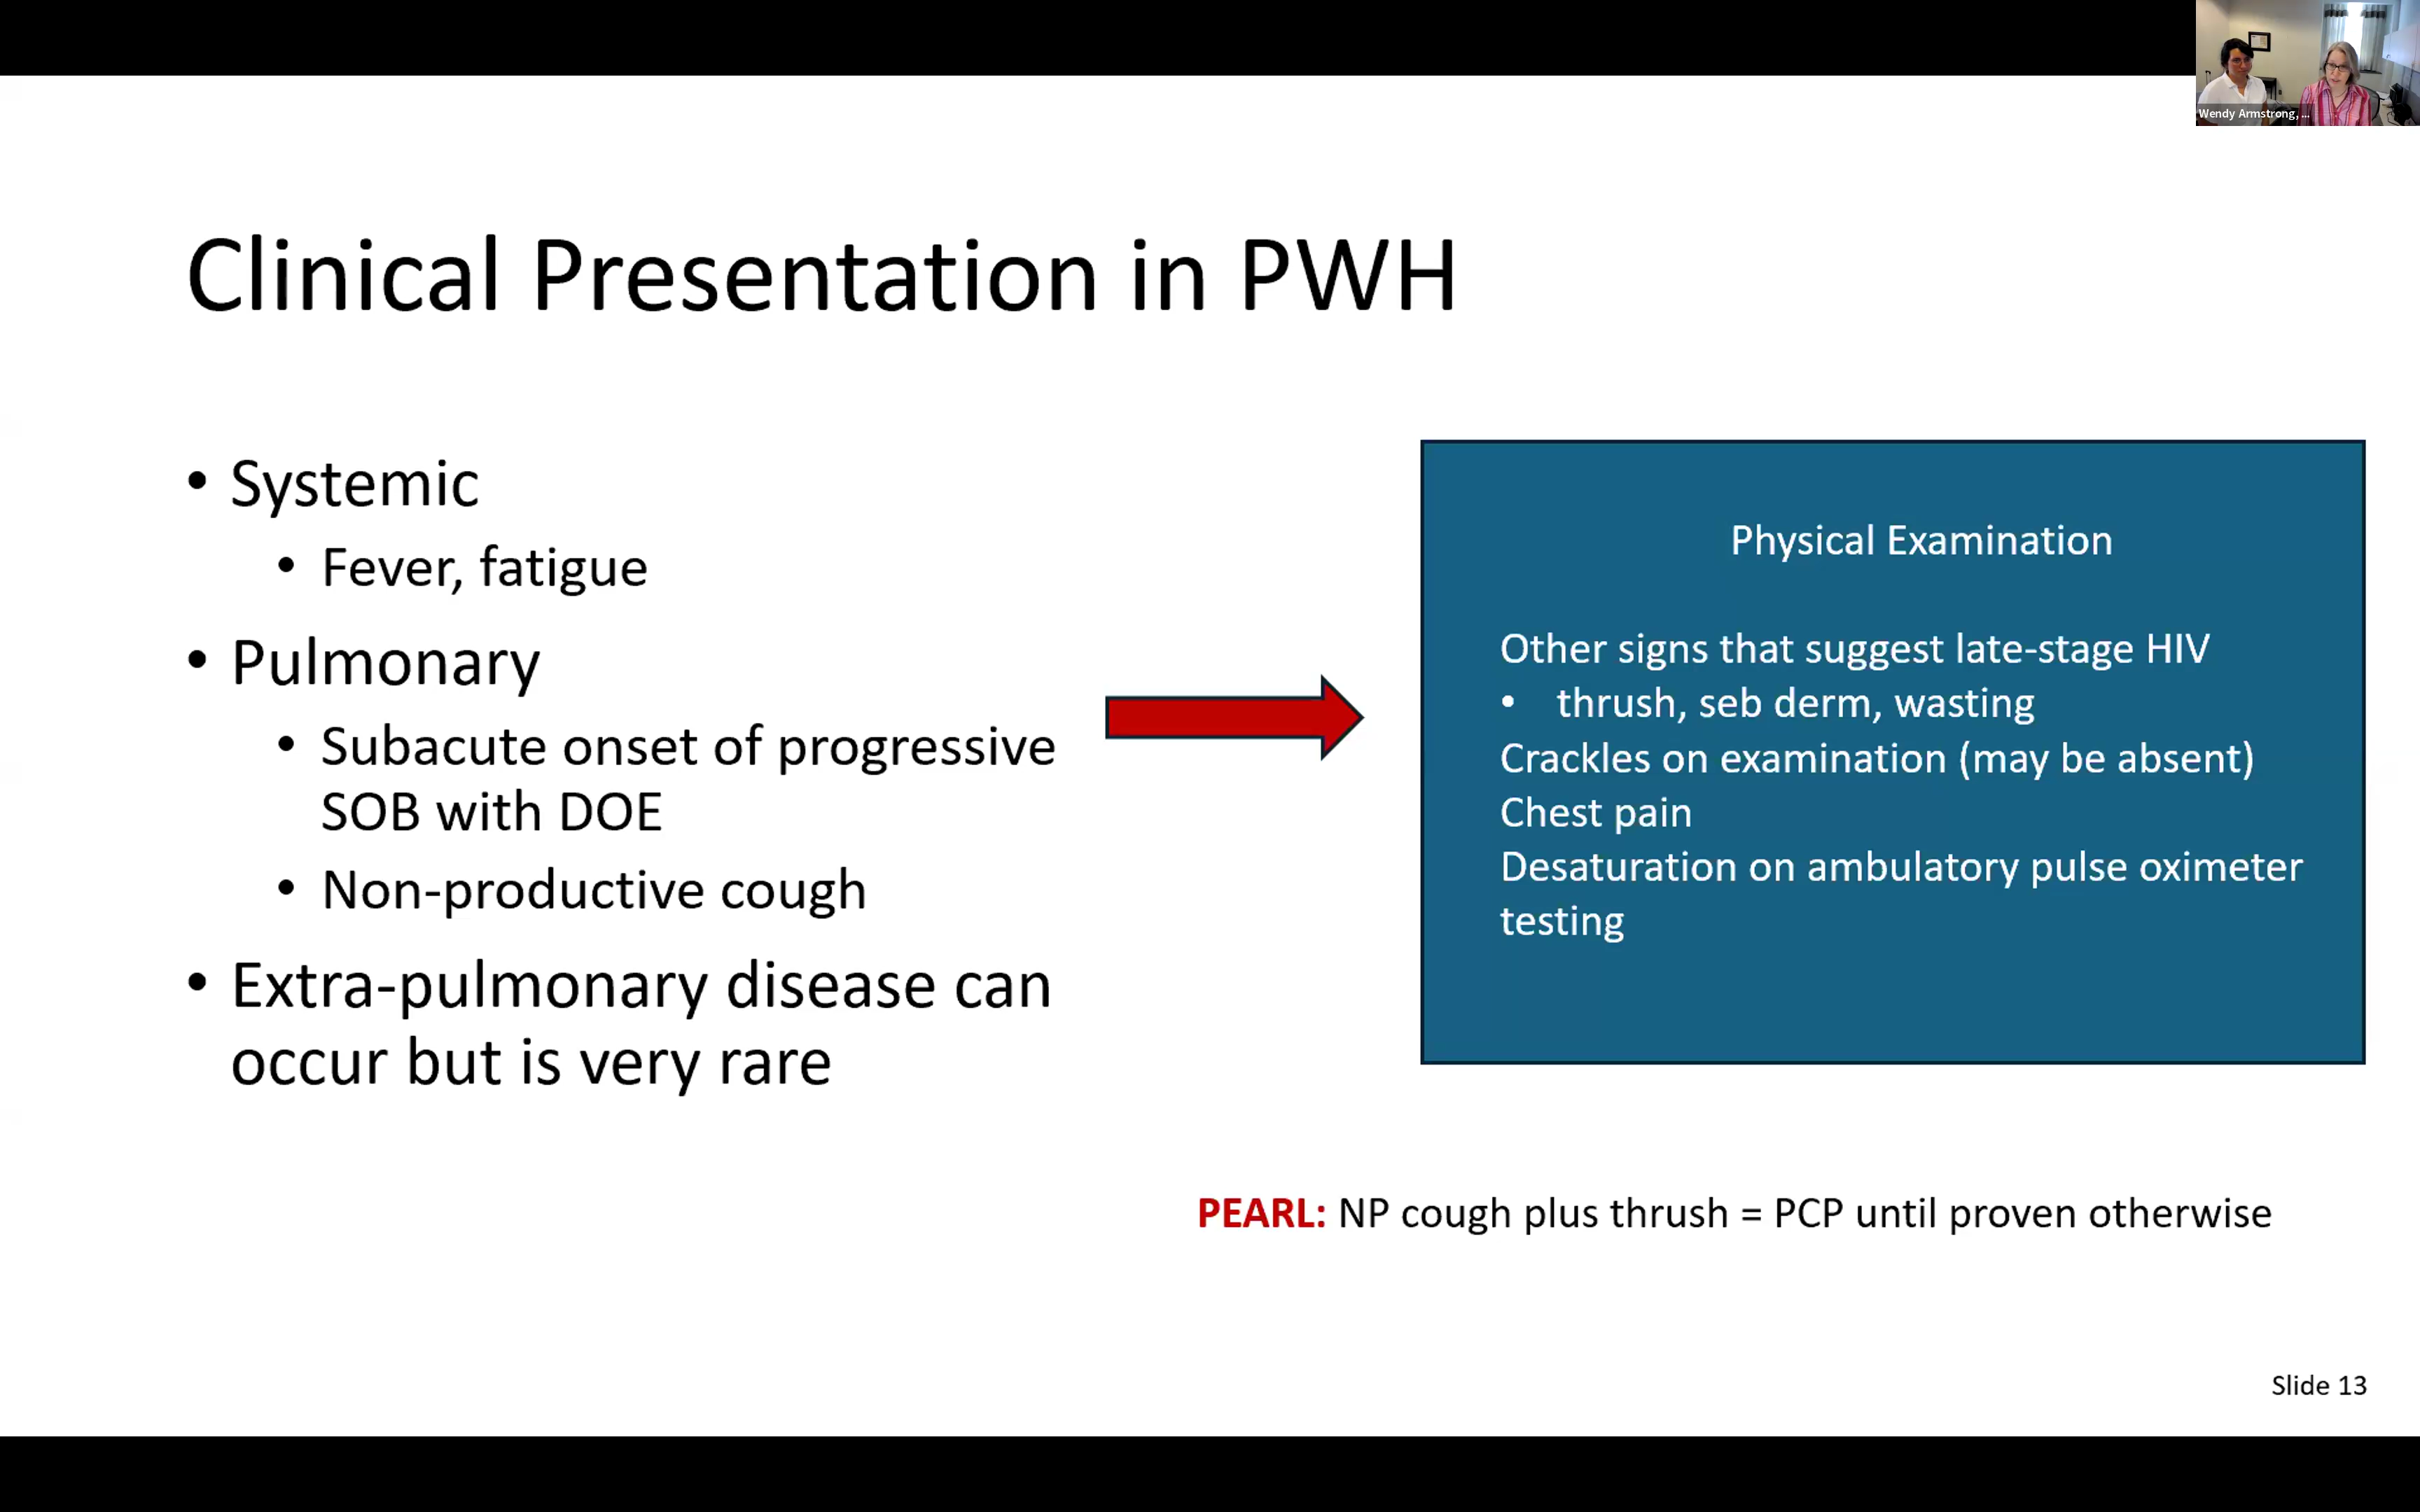 Wendy Armstrong, ...
Clinical Presentation in PWH
• Systemic
• Fever, fatigue
• Pulmonary
• Subacute onset of progressive
SOB with DOE
• Non-productive cough
• Extra-pulmonary disease can
occur but is very rare
Physical Examination
Other signs that suggest late-stage HIV
• thrush, seb derm, wasting
Crackles on examination (may be absent)
Chest pain
Desaturation on ambulatory pulse oximeter
testing
PEARL: NP cough plus thrush = PCP until proven otherwise
Slide 13